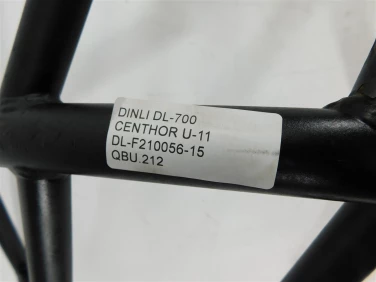 DINLI DL-700
CENTHOR U-11
DL-F210056-15
QBU.212